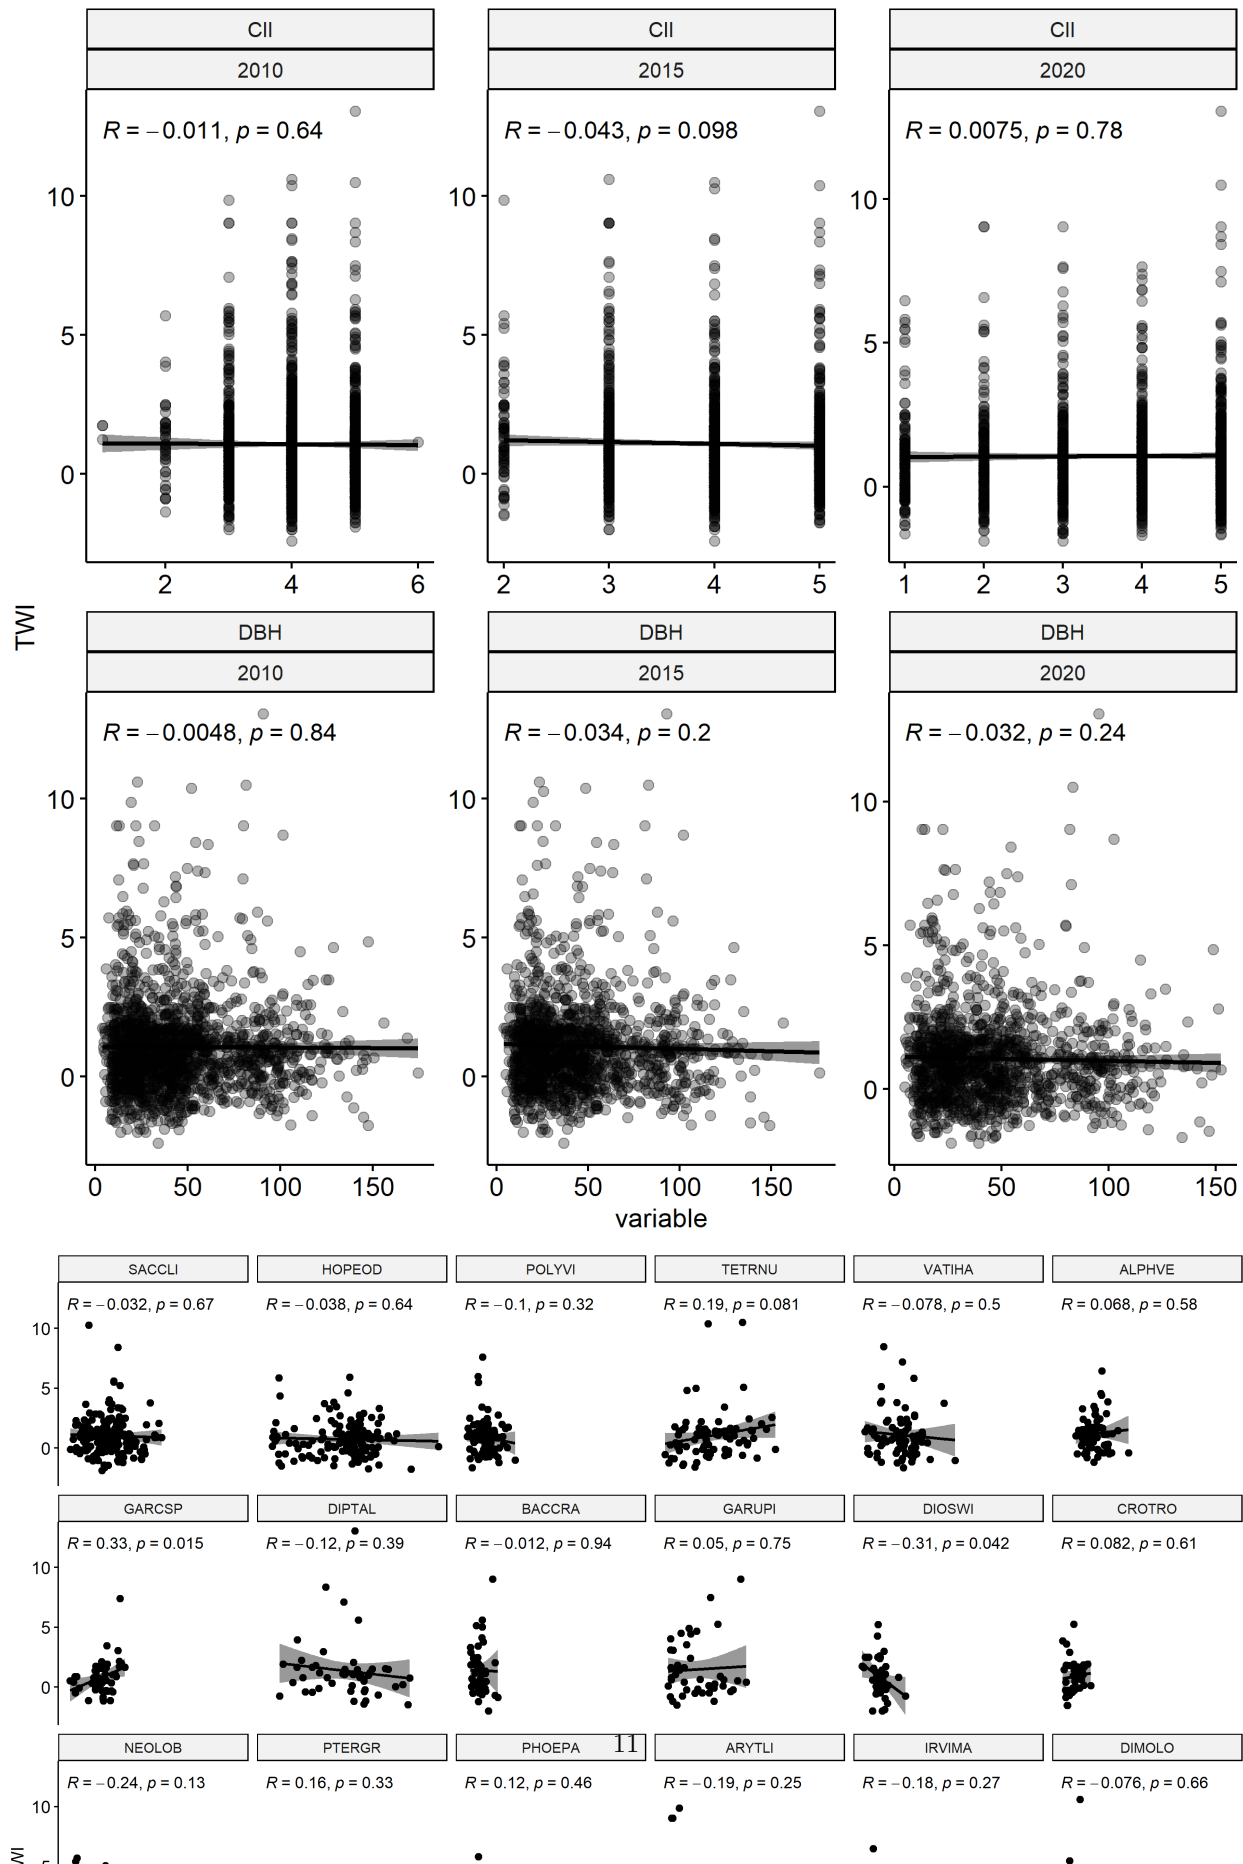 CII CII CII
2010 2015 2020
R = −0.011, p = 0.64 R = −0.043, p = 0.098 R = 0.0075, p = 0.78
10 10 10
5 5 5
0 0 0
2 4 6 2 3 4 5 1 2 3 4 5
TWI
DBH DBH DBH
2010 2015 2020
R = −0.0048, p = 0.84 R = −0.034, p = 0.2 R = −0.032, p = 0.24
10 10 10
5 5 5
0 0 0
0 50 100 150 0 50 100 150 0 50 100 150
variable
SACCLI HOPEOD POLYVI TETRNU VATIHA ALPHVE
R = −0.032, p = 0.67 R = −0.038, p = 0.64 R = −0.1, p = 0.32 R = 0.19, p = 0.081 R = −0.078, p = 0.5 R = 0.068, p = 0.58
10
5
0
GARCSP DIPTAL BACCRA GARUPI DIOSWI CROTRO
R = 0.33, p = 0.015 R = −0.12, p = 0.39 R = −0.012, p = 0.94 R = 0.05, p = 0.75 R = −0.31, p = 0.042 R = 0.082, p = 0.61
10
5
0
NEOLOB PTERGR PHOEPA 11 ARYTLI IRVIMA DIMOLO
R = −0.24, p = 0.13 R = 0.16, p = 0.33 R = 0.12, p = 0.46 R = −0.19, p = 0.25 R = −0.18, p = 0.27 R = −0.076, p = 0.66
10